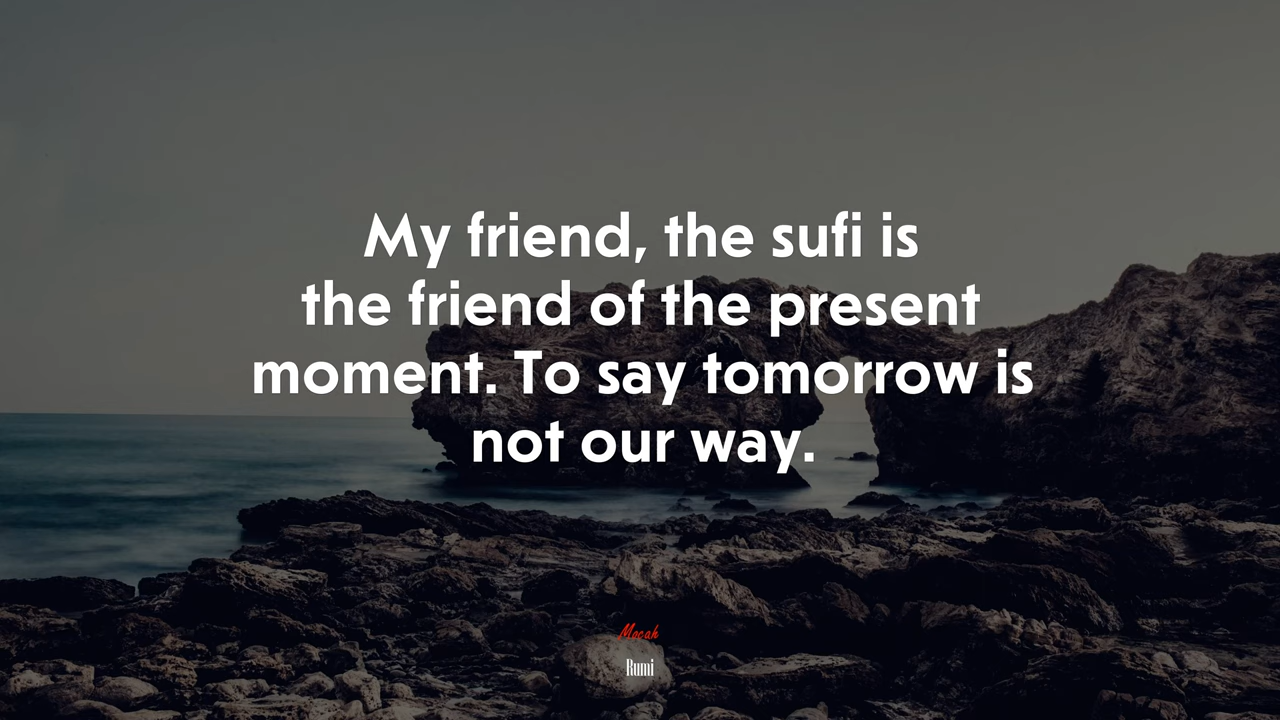 My friend, the sufi is
the friend of the present
moment. To say tomorrow is
not our way.
Mocah
Rumi